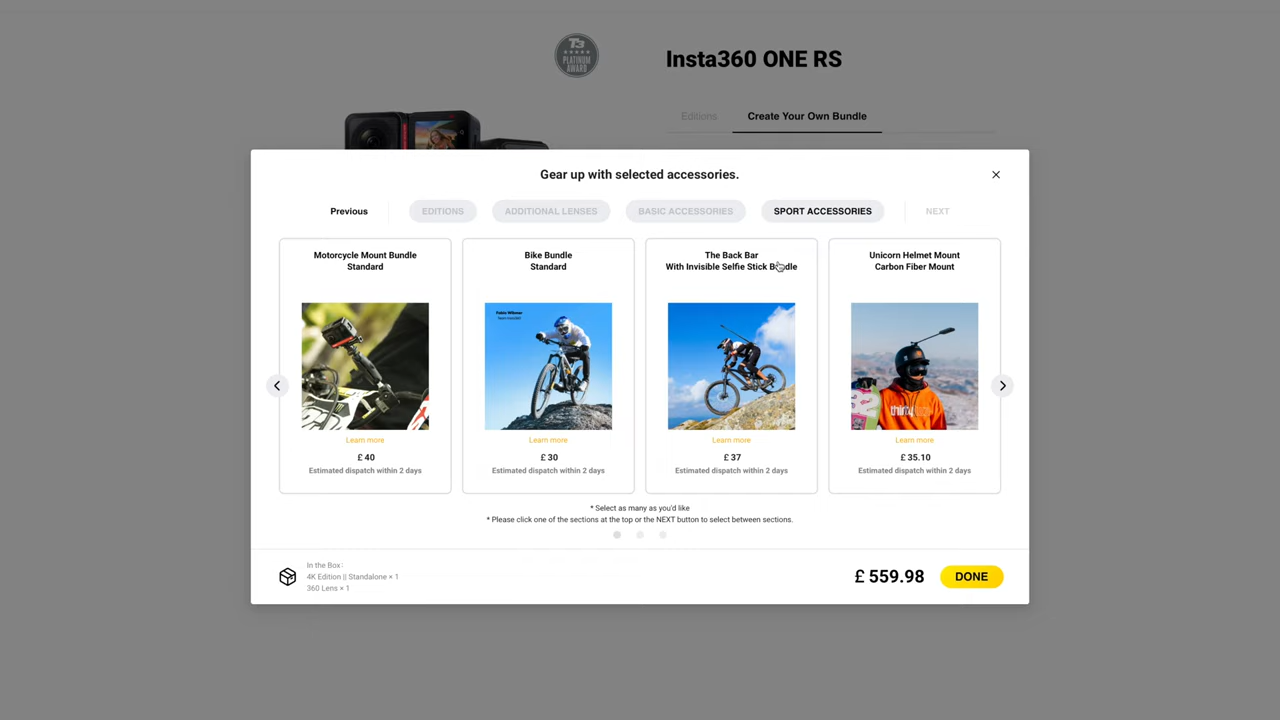 T3
PLATINUM
AWARD
Insta360 ONE RS
Editions
Create Your Own Bundle
Gear up with selected accessories.
Previous
EDITIONS
ADDITIONAL LENSES
BASIC ACCESSORIES
SPORT ACCESSORIES
NEXT
Motorcycle Mount Bundle
Standard
Learn more
£ 40
Estimated dispatch within 2 days
Bike Bundle
Standard
Fabio Wibmer
Learn more
£ 30
Estimated dispatch within 2 days
The Back Bar
With Invisible Selfie Stick Bundle
Learn more
£ 37
Estimated dispatch within 2 days
Unicorn Helmet Mount
Carbon Fiber Mount
Learn more
£ 35.10
Estimated dispatch within 2 days
* Select as many as you'd like
* Please click one of the sections at the top or the NEXT button to select between sections.
In the Box:
4K Edition || Standalone × 1
360 Lens × 1
£ 559.98
DONE